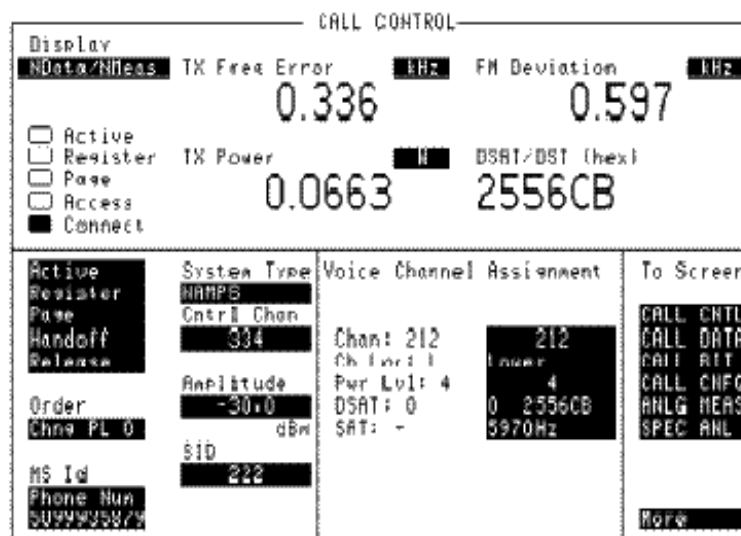 CALL CONTROL
Display
NData/NMeas
TX Freq Error kHz
0.336
FM Deviation kHz
0.597
Active
Register
Page
Access
Connect
TX Power W
0.0663
DSAT/DST (hex)
2556CB
Active
Register
Page
Handoff
Release
Order
Chng PL 0
MS Id
Phone Num
System Type
NAMPS
Cntrl Chan
334
Amplitude
-30.0
dBm
SID
222
Voice Channel Assignment
Chan: 212 212
Lower
Pwr Lvl: 4 4
DSAT: 0 0 2556CB
SAT: - 5970Hz
To Screen
CALL CNTL
CALL DATA
CALL BIT
CALL CNFG
ANLG MEAS
SPEC ANL
More